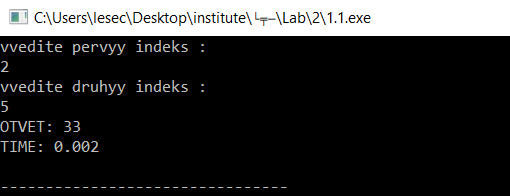 C:\Users\lesec\Desktop\institute\└╤─\Lab\2\1.1.exe
vvedite pervyy indeks :
2
vvedite druhyy indeks :
5
OTVET: 33
TIME: 0.002
--------------------------------